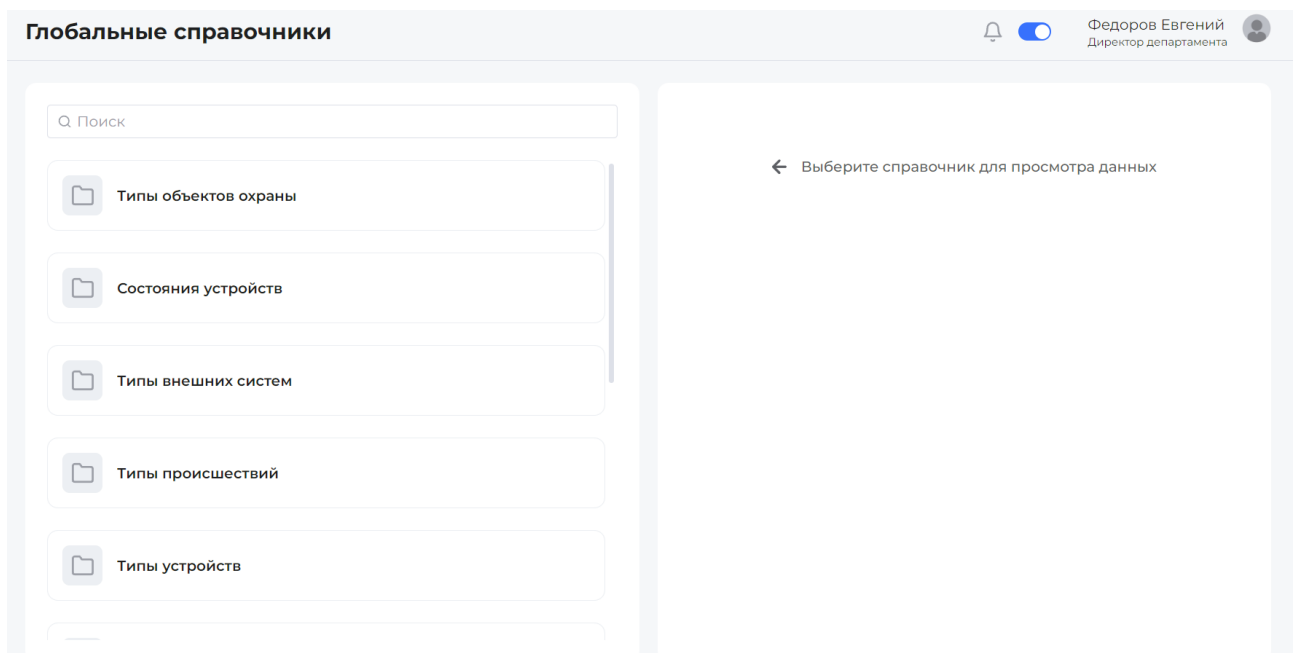 Глобальные справочники
Федоров Евгений
Директор департамента
Поиск
Типы объектов охраны
Состояния устройств
Типы внешних систем
Типы происшествий
Типы устройств
Выберите справочник для просмотра данных